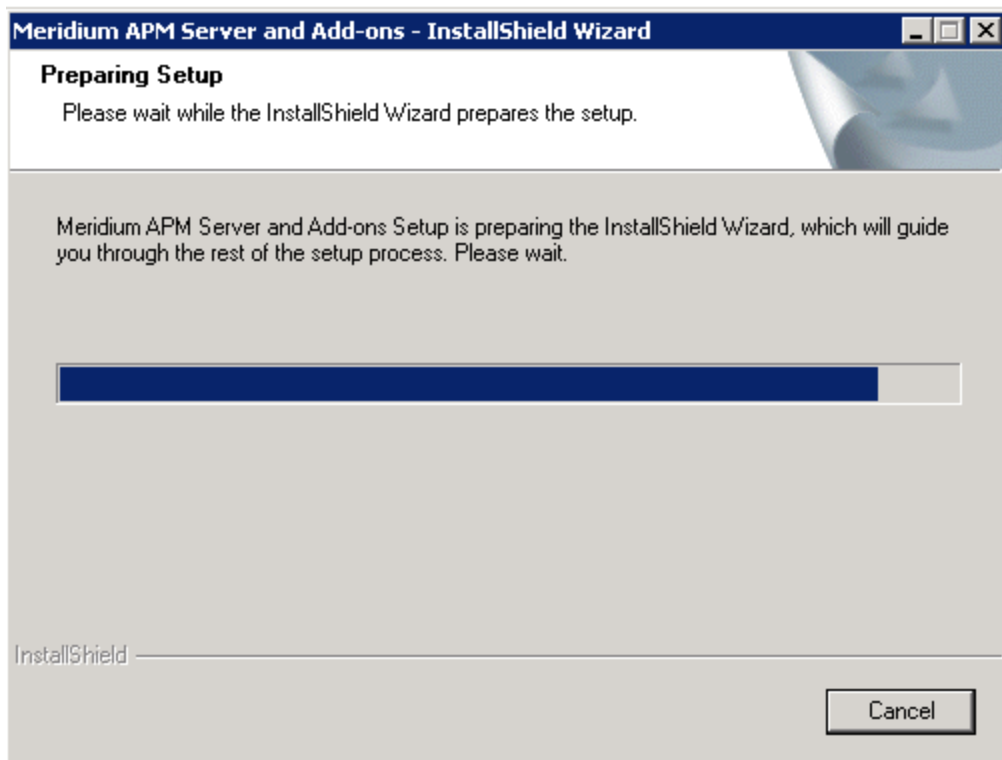 Meridium APM Server and Add-ons - InstallShield Wizard
Preparing Setup
Please wait while the InstallShield Wizard prepares the setup.
Meridium APM Server and Add-ons Setup is preparing the InstallShield Wizard, which will guide
you through the rest of the setup process. Please wait.
InstallShield
Cancel